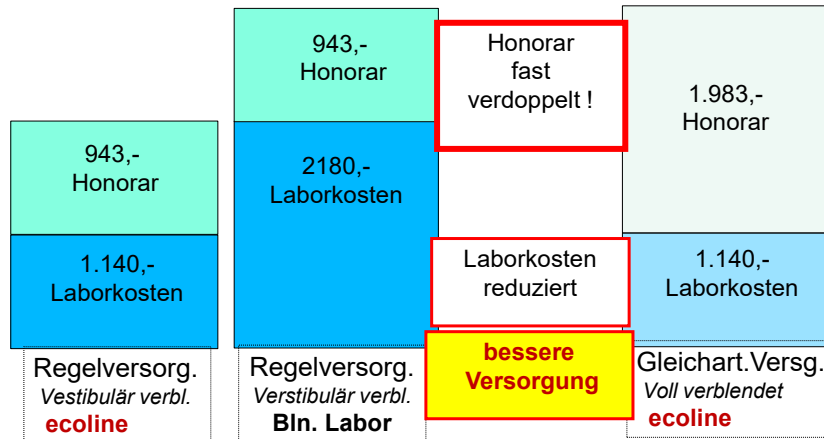 943,-
Honorar
1.140,-
Laborkosten
Regelversorg.
Vestibulär verbl.
ecoline
943,-
Honorar
2180,-
Laborkosten
Regelversorg.
Verstibulär verbl.
Bln. Labor
Honorar
fast
verdoppelt !
Laborkosten
reduziert
bessere
Versorgung
1.983,-
Honorar
1.140,-
Laborkosten
Gleichart.Versg.
Voll verblendet
ecoline